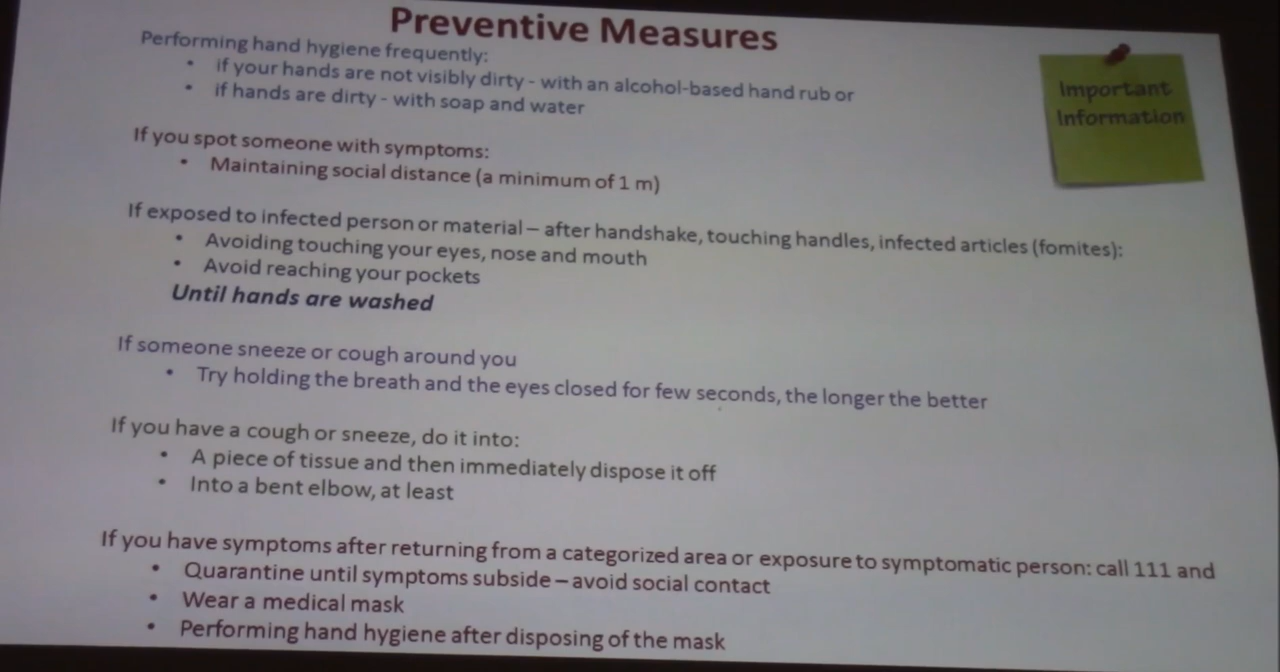 Preventive Measures
Performing hand hygiene frequently:
• if your hands are not visibly dirty - with an alcohol-based hand rub or
• if hands are dirty - with soap and water
Important
Information
If you spot someone with symptoms:
• Maintaining social distance (a minimum of 1 m)
If exposed to infected person or material – after handshake, touching handles, infected articles (fomites):
• Avoiding touching your eyes, nose and mouth
• Avoid reaching your pockets
Until hands are washed
If someone sneeze or cough around you
• Try holding the breath and the eyes closed for few seconds, the longer the better
If you have a cough or sneeze, do it into:
• A piece of tissue and then immediately dispose it off
• Into a bent elbow, at least
If you have symptoms after returning from a categorized area or exposure to symptomatic person: call 111 and
• Quarantine until symptoms subside – avoid social contact
• Wear a medical mask
• Performing hand hygiene after disposing of the mask